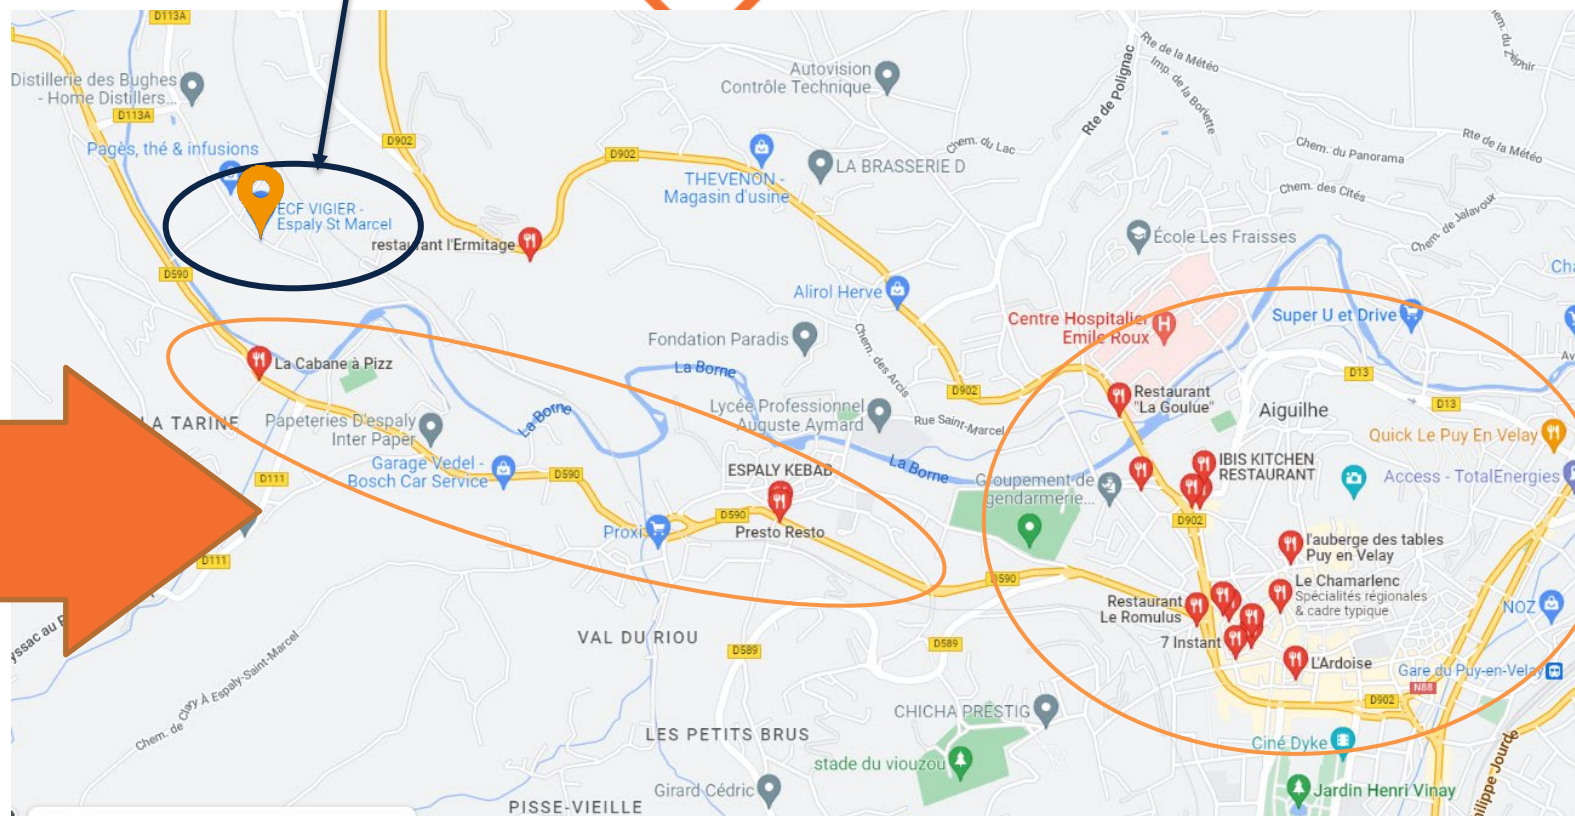 D113A
Rte de la Météo
Imp. de la Borlette
Rte de Polignac
Distillerie des Bughes
- Home Distillers...
Autovision
Contrôle Technique
D113A
D902
D902
Pagès, thé & infusions
Chem. du Lac
Rte de la Météo
Chem. du Panorama
THEVENON -
Magasin d'usine
LA BRASSERIE D
Chem. des Cités
Chem. de Jalavoux
ECF VIGIER -
Espaly St Marcel
restaurant l'Ermitage
École Les Fraisses
D590
Alirol Herve
Centre Hospitalier
Emile Roux
Super U et Drive
Fondation Paradis
Chem. des Arcis
La Cabane à Pizz
La Borne
D902
D13
D13
Restaurant
"La Goulue"
Aiguilhe
LA TARINE
Papeteries D'espaly
Inter Paper
La Borne
Lycée Professionnel
Auguste Aymard
Rue Saint-Marcel
Quick Le Puy En Velay
Garage Vedel -
Bosch Car Service
D111
D590
ESPALY KEBAB
La Borne
Groupement de
gendarmerie...
IBIS KITCHEN
RESTAURANT
Access - TotalEnergies
D590
Proxi
Presto Resto
D902
D111
l'auberge des tables
Puy en Velay
D590
Le Chamarlenc
Spécialités régionales
& cadre typique
Restaurant
Le Romulus
NOZ
7 Instant
VAL DU RIOU
D589
D589
L'Ardoise
Gare du Puy-en-Velay
N88
D902
Chem. de Clary À Espaly-Saint-Marcel
CHICHA PRESTIG
LES PETITS BRUS
Ciné Dyke
stade du viouzou
Girard Cédric
Jardin Henri Vinay
PISSE-VIEILLE